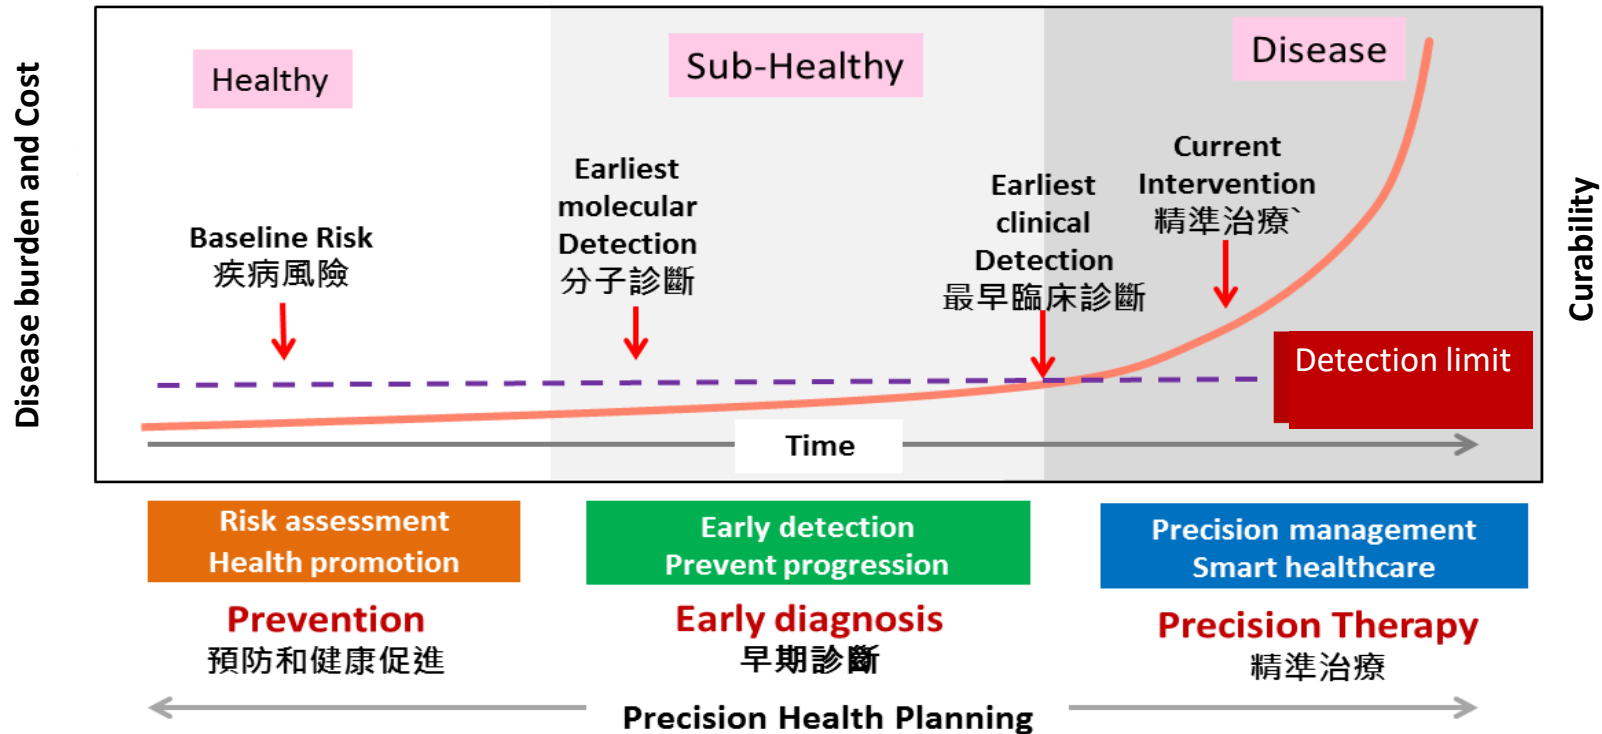 Disease burden and Cost
Healthy
Sub-Healthy
Disease
Baseline Risk
疾病風險
Earliest
molecular
Detection
分子診斷
Earliest
clinical
Detection
最早臨床診斷
Current
Intervention
精準治療`
Curability
Detection limit
Time
Risk assessment
Health promotion
Early detection
Prevent progression
Precision management
Smart healthcare
Prevention
預防和健康促進
Early diagnosis
早期診斷
Precision Therapy
精準治療
Precision Health Planning